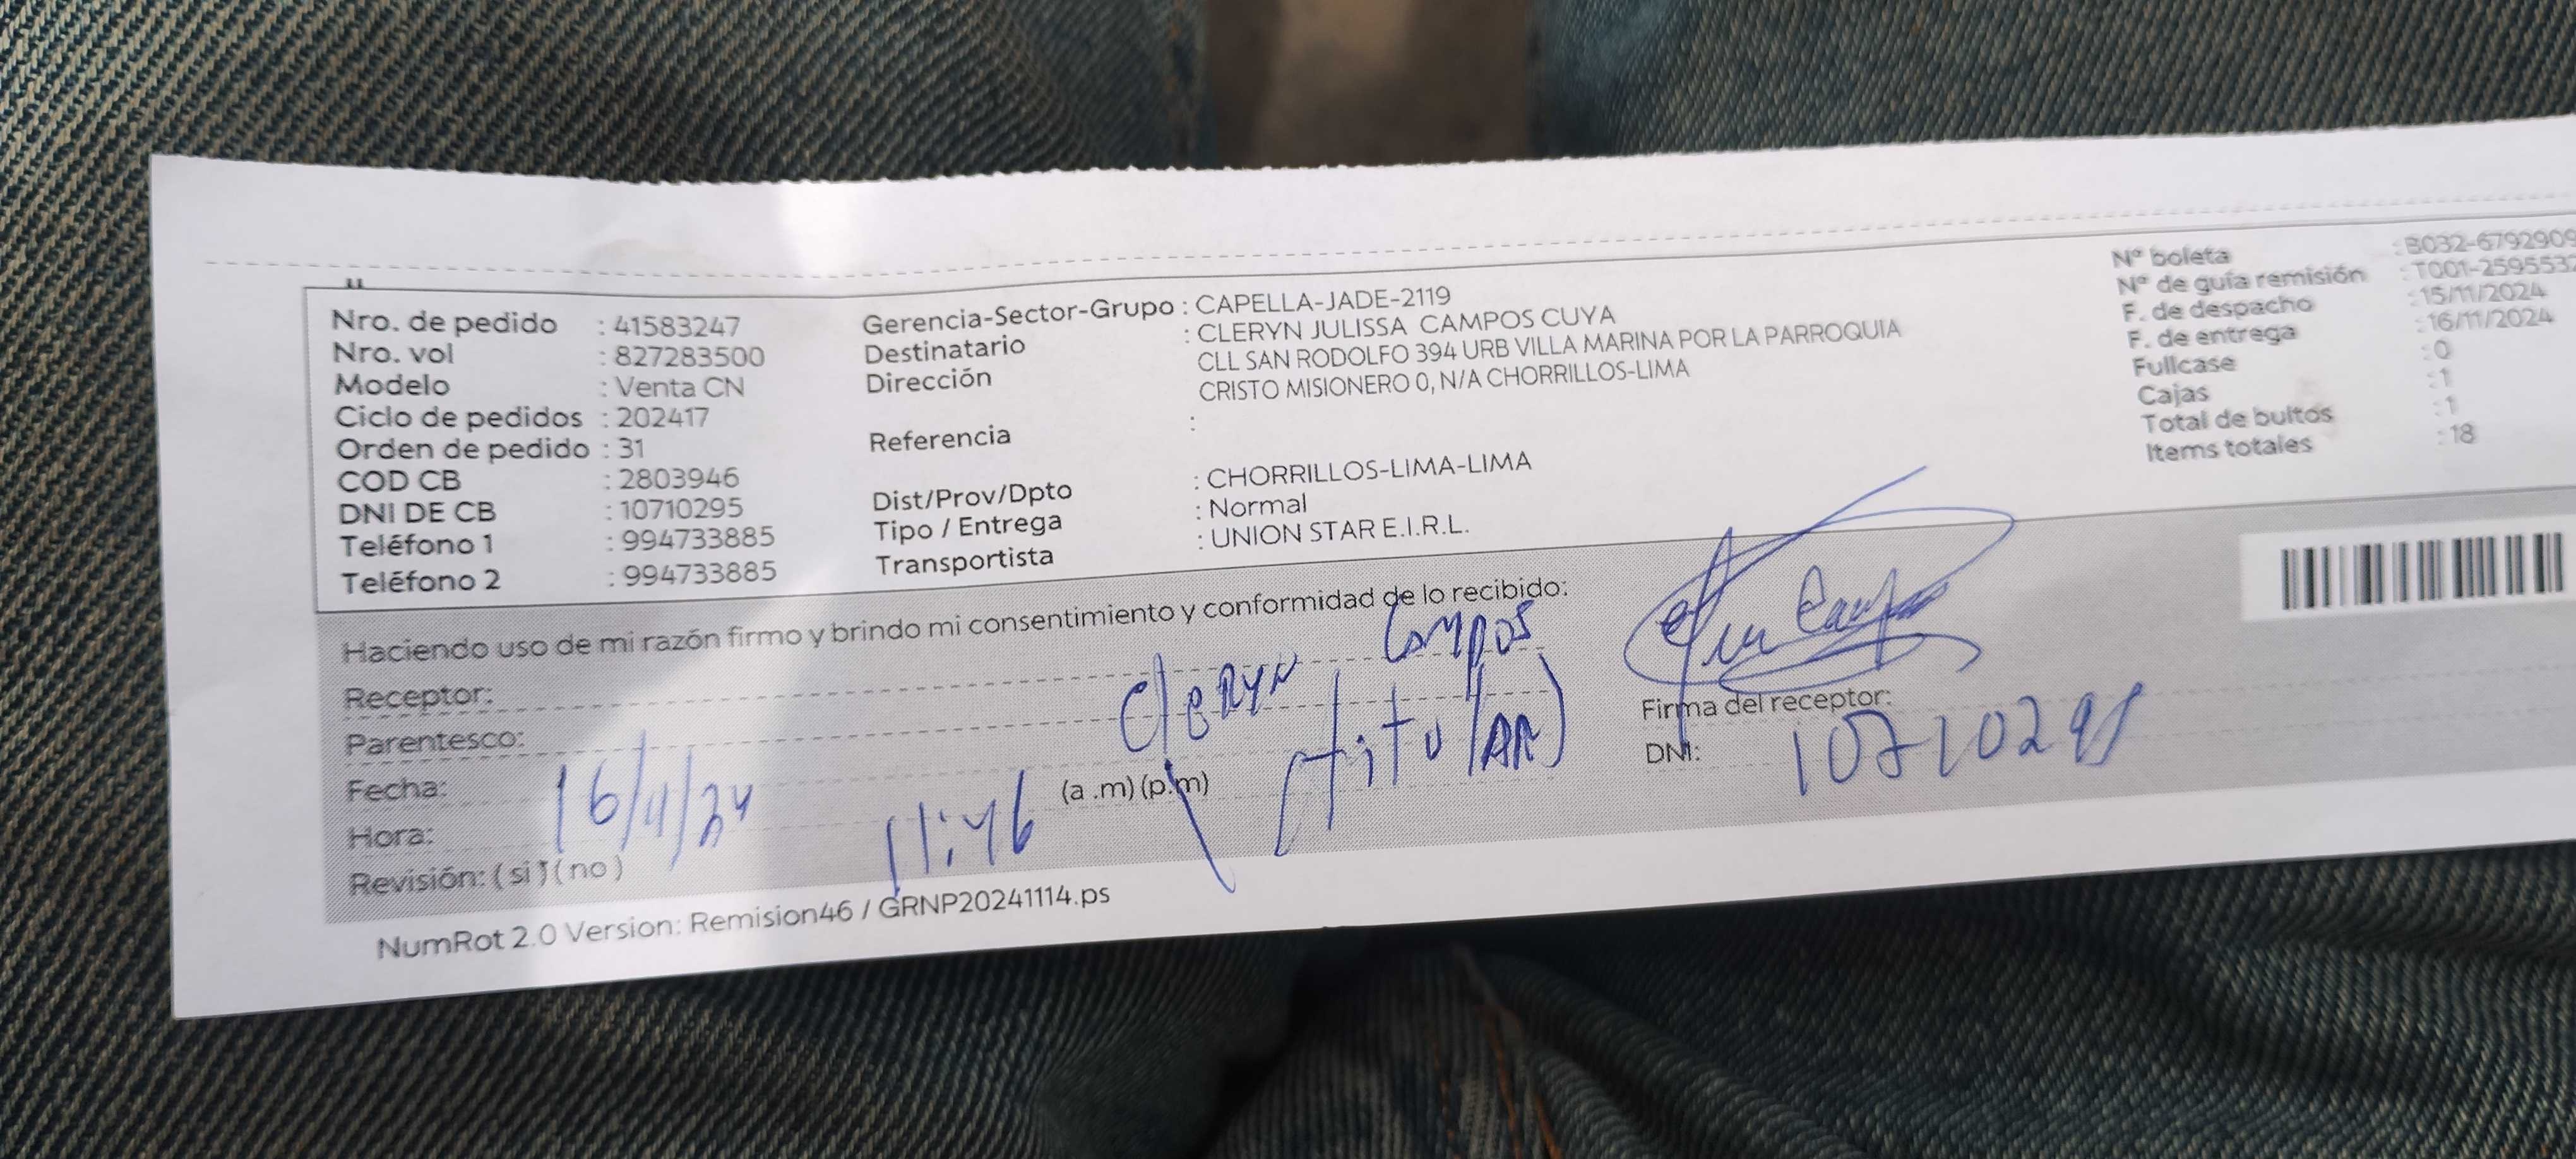 Nro. de pedido : 41583247
Nro. vol : 827283500
Modelo : Venta CN
Ciclo de pedidos : 202417
Orden de pedido : 31
COD CB : 2803946
DNI DE CB : 10710295
Teléfono 1 : 994733885
Teléfono 2 : 994733885
Gerencia-Sector-Grupo : CAPELLA-JADE-2119
Destinatario : CLERYN JULISSA CAMPOS CUYA
Dirección CLL SAN RODOLFO 394 URB VILLA MARINA POR LA PARROQUIA
CRISTO MISIONERO 0, N/A CHORRILLOS-LIMA
Referencia :
Dist/Prov/Dpto : CHORRILLOS-LIMA-LIMA
Tipo / Entrega : Normal
Transportista : UNION STAR E.I.R.L.
Nº boleta : B032-6792909
Nº de guía remisión : T001-2595532
F. de despacho : 15/11/2024
F. de entrega : 16/11/2024
Fullcase : 0
Cajas : 1
Total de bultos : 1
Items totales : 18
Haciendo uso de mi razón firmo y brindo mi consentimiento y conformidad de lo recibido:
Receptor: Cleryn Campos
Parentesco: (titular)
Fecha: 16/11/24
Hora: 11:46 (a .m) (p.m)
Revisión: ( si ) ( no )
Firma del receptor:
DNI: 10710295
NumRot 2.0 Version: Remision46 / GRNP20241114.ps